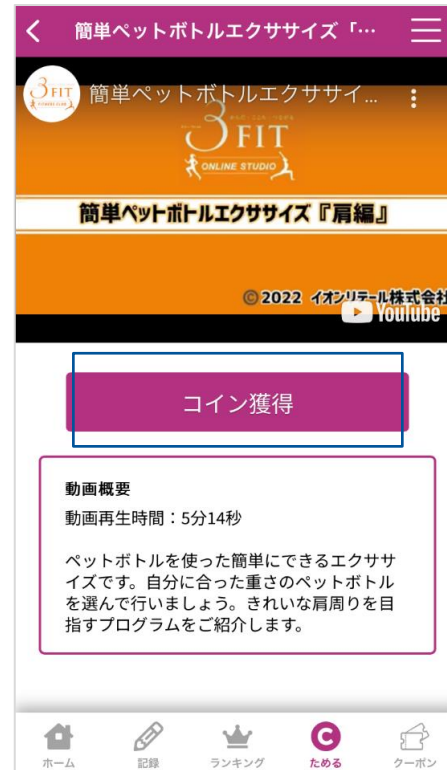 簡単ペットボトルエクササイズ「…
3FIT
簡単ペットボトルエクササイ...
3FIT
ONLINE STUDIO
簡単ペットボトルエクササイズ『肩編』
© 2022 イオンリテール株式会社
YouTube
コイン獲得
動画概要
動画再生時間：5分14秒
ペットボトルを使った簡単にできるエクササ
イズです。自分に合った重さのペットボトル
を選んで行いましょう。きれいな肩周りを目
指すプログラムをご紹介します。
ホーム
記録
ランキング
C
ためる
クーポン